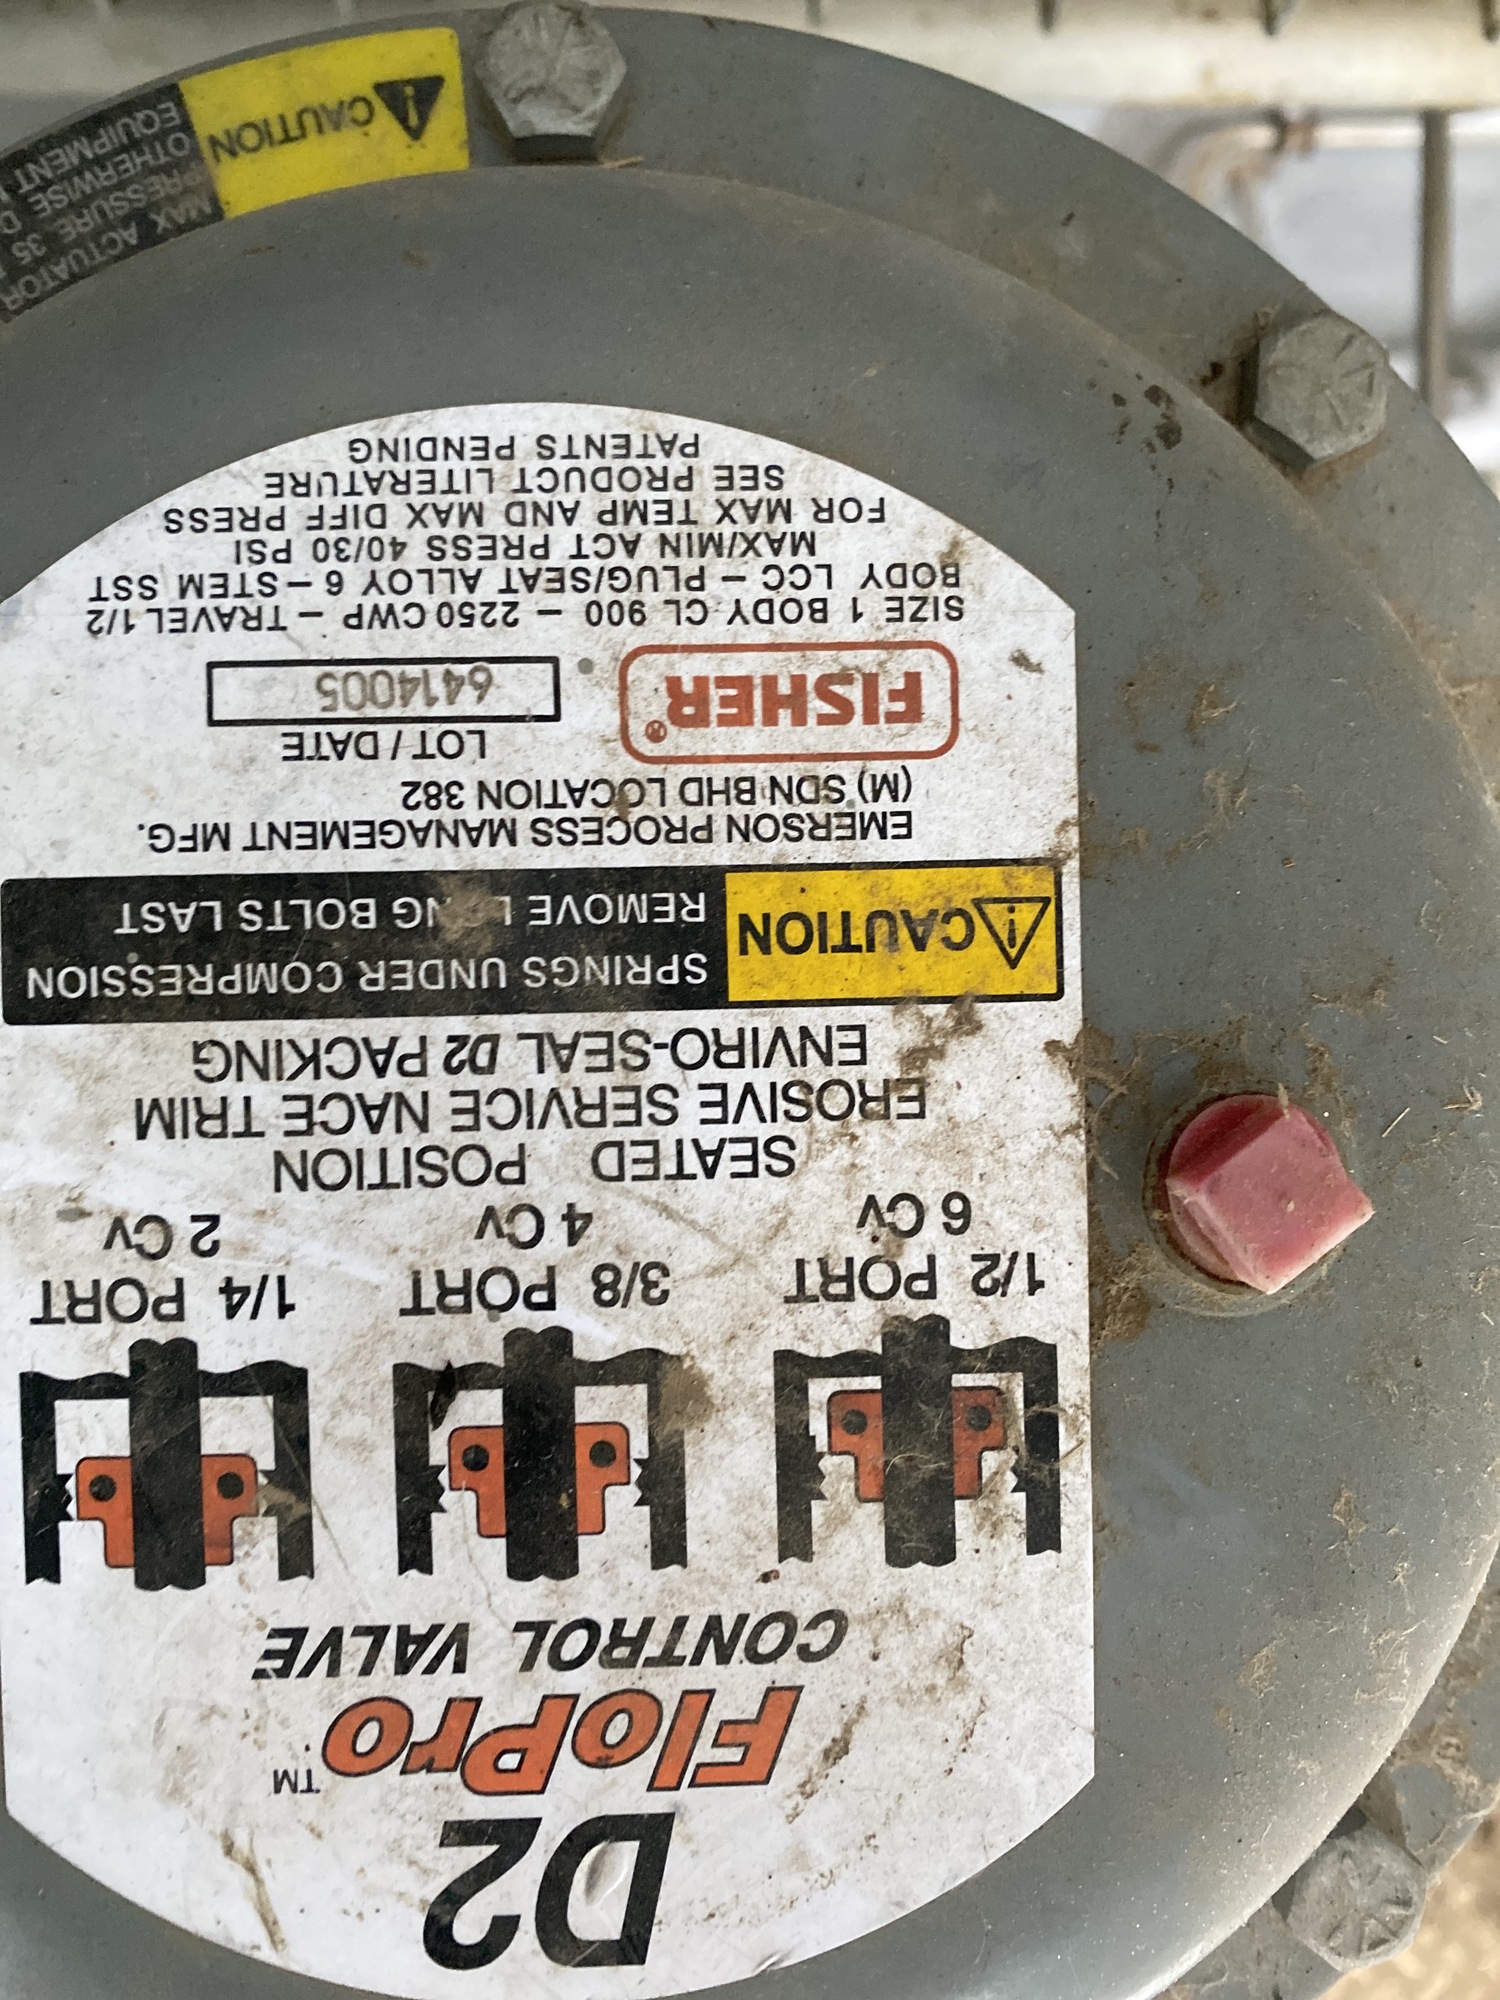 D2
FloPro™
CONTROL VALVE
1/2 PORT 3/8 PORT 1/4 PORT
6 Cv 4 Cv 2 Cv
SEATED POSITION
EROSIVE SERVICE NACE TRIM
ENVIRO-SEAL D2 PACKING
CAUTION
SPRINGS UNDER COMPRESSION
REMOVE LONG BOLTS LAST
EMERSON PROCESS MANAGEMENT MFG.
(M) SDN BHD LOCATION 382
LOT / DATE
FISHER®
6414005
SIZE 1 BODY CL 900 – 2250 CWP – TRAVEL 1/2
BODY LCC – PLUG/SEAT ALLOY 6 – STEM SST
MAX/MIN ACT PRESS 40/30 PSI
FOR MAX TEMP AND MAX DIFF PRESS
SEE PRODUCT LITERATURE
PATENTS PENDING
CAUTION
MAX ACTUATOR
PRESSURE 35
OTHERWISE
EQUIPMENT